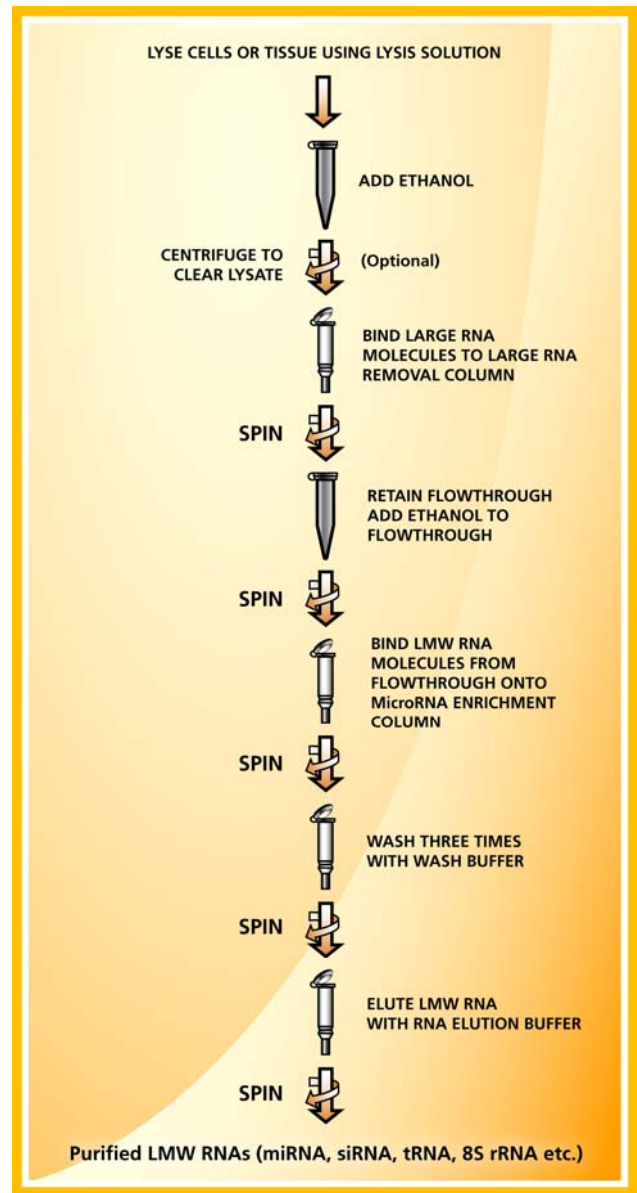 LYSE CELLS OR TISSUE USING LYSIS SOLUTION
ADD ETHANOL
CENTRIFUGE TO
CLEAR LYSATE
(Optional)
BIND LARGE RNA
MOLECULES TO LARGE RNA
REMOVAL COLUMN
SPIN
RETAIN FLOWTHROUGH
ADD ETHANOL TO
FLOWTHROUGH
SPIN
BIND LMW RNA
MOLECULES FROM
FLOWTHROUGH ONTO
MicroRNA ENRICHMENT
COLUMN
SPIN
WASH THREE TIMES
WITH WASH BUFFER
SPIN
ELUTE LMW RNA
WITH RNA ELUTION BUFFER
SPIN
Purified LMW RNAs (miRNA, siRNA, tRNA, 8S rRNA etc.)